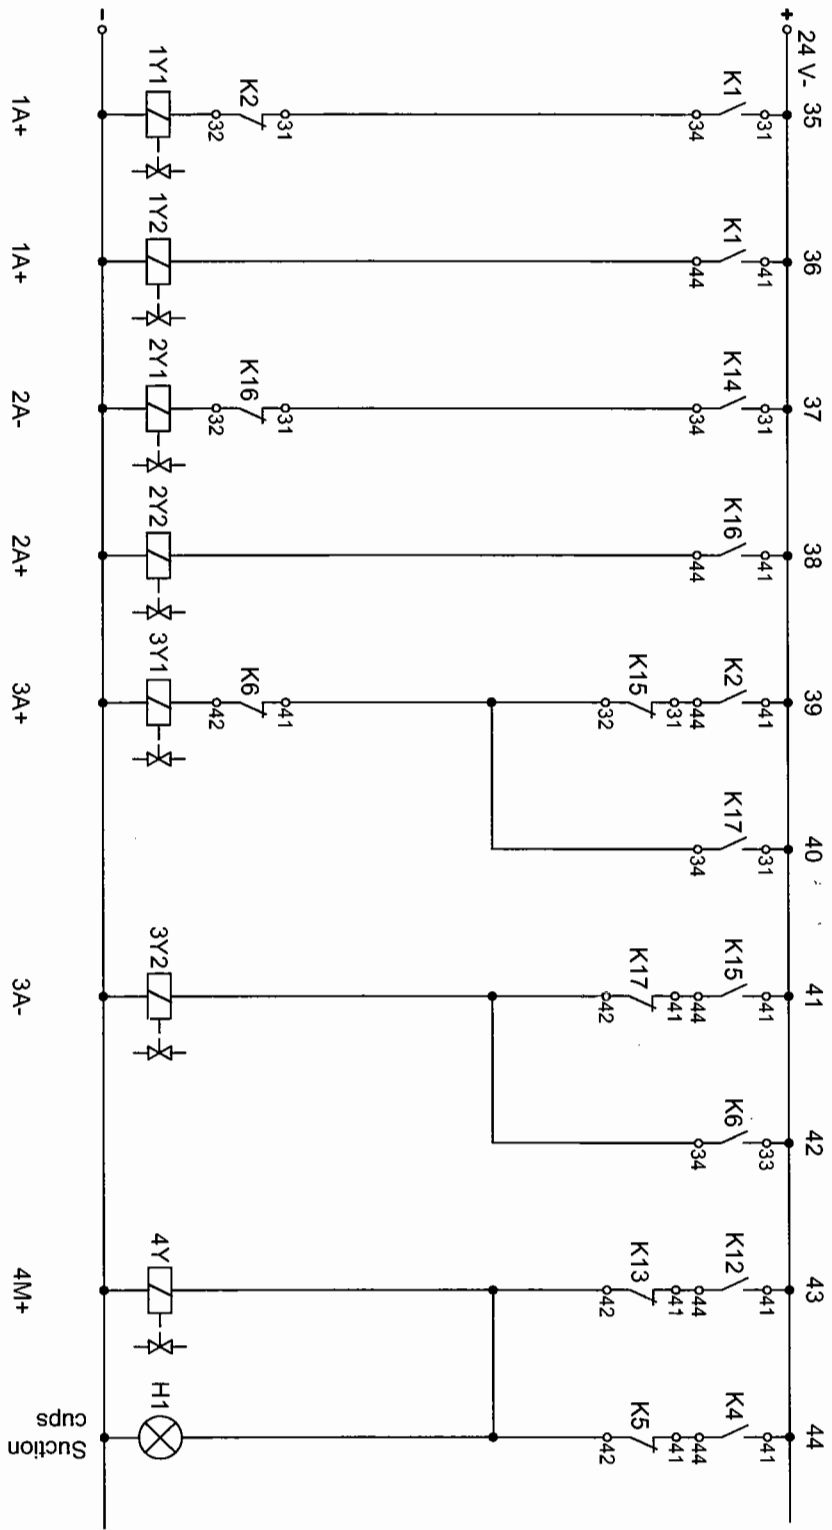 24 V- 35 36 37 38 39 40 41 42 43 44
+
31 41 31 41 41 31 41 33 41 41
K1 K1 K14 K16 K2 K17 K15 K6 K12 K4
34 44 34 44 44 34 44 34 44 44
31 41 41 41
K15 K17 K13 K5
32 42 42 42
31 31 41
K2 K16 K6
32 32 42
1Y1 1Y2 2Y1 2Y2 3Y1 3Y2 4Y H1
-
1A+ 1A+ 2A- 2A+ 3A+ 3A- 4M+
Suction
cups